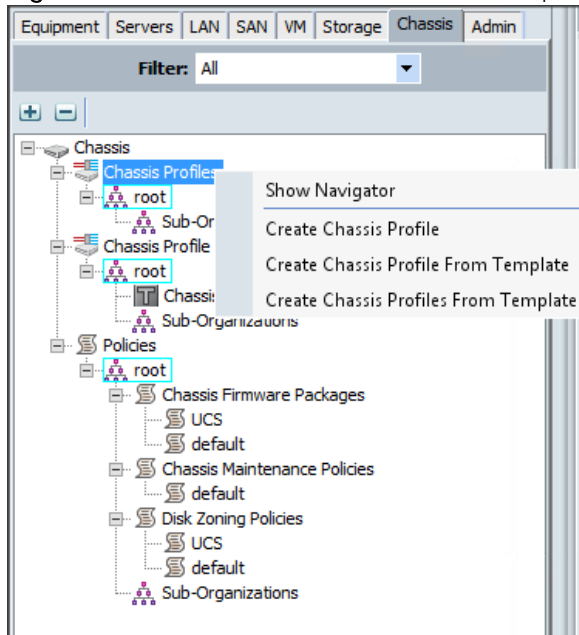 Equipment Servers LAN SAN VM Storage Chassis Admin
Filter: All
Chassis
Chassis Profiles
root
Show Navigator
Sub-Or
Create Chassis Profile
Chassis Profile
root
Create Chassis Profile From Template
Chassis
Create Chassis Profiles From Template
Sub-Organizations
Policies
root
Chassis Firmware Packages
UCS
default
Chassis Maintenance Policies
default
Disk Zoning Policies
UCS
default
Sub-Organizations